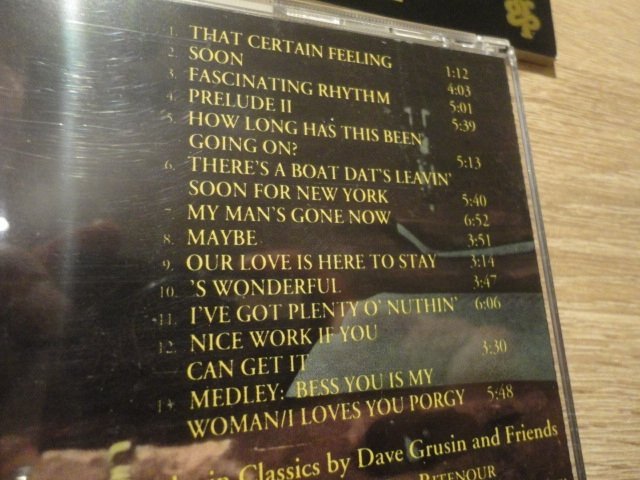 1. THAT CERTAIN FEELING 1:12
2. SOON 4:03
3. FASCINATING RHYTHM 5:01
4. PRELUDE II 5:39
5. HOW LONG HAS THIS BEEN
GOING ON? 5:13
6. THERE'S A BOAT DAT'S LEAVIN'
SOON FOR NEW YORK 5:40
7. MY MAN'S GONE NOW 6:52
8. MAYBE 3:51
9. OUR LOVE IS HERE TO STAY 3:14
10. 'S WONDERFUL 3:47
11. I'VE GOT PLENTY O' NUTHIN' 6:06
12. NICE WORK IF YOU
CAN GET IT 3:30
MEDLEY: BESS YOU IS MY
WOMAN/I LOVES YOU PORGY 5:48
Classics by Dave Grusin and Friends
RITENOUR